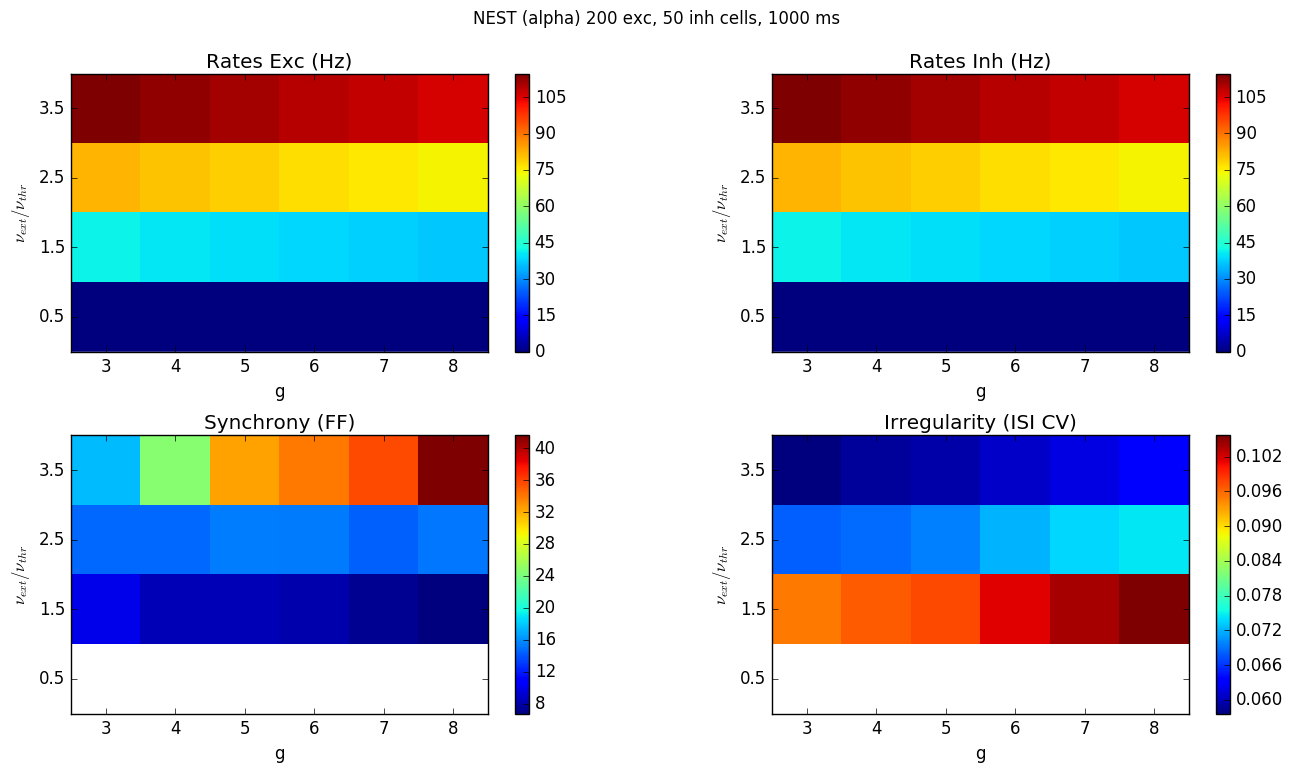 NEST (alpha) 200 exc, 50 inh cells, 1000 ms
Rates Exc (Hz)
ν_ext/ν_thr
3.5
2.5
1.5
0.5
3 4 5 6 7 8
g
105
90
75
60
45
30
15
0
Rates Inh (Hz)
ν_ext/ν_thr
3.5
2.5
1.5
0.5
3 4 5 6 7 8
g
105
90
75
60
45
30
15
0
Synchrony (FF)
ν_ext/ν_thr
3.5
2.5
1.5
0.5
3 4 5 6 7 8
g
40
36
32
28
24
20
16
12
8
Irregularity (ISI CV)
ν_ext/ν_thr
3.5
2.5
1.5
0.5
3 4 5 6 7 8
g
0.102
0.096
0.090
0.084
0.078
0.072
0.066
0.060